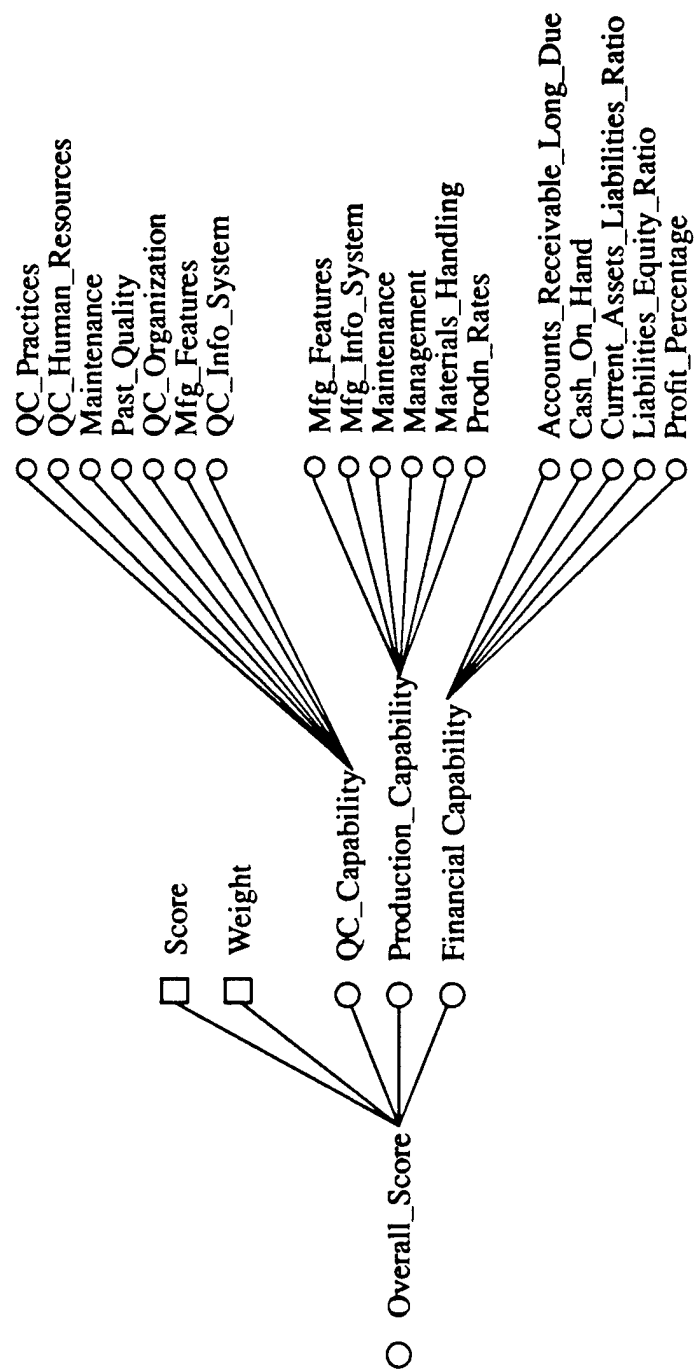 QC_Practices
QC_Human_Resources
Maintenance
Past_Quality
QC_Organization
Mfg_Features
QC_Info_System
Score
Weight
Mfg_Features
Mfg_Info_System
Maintenance
Management
Materials_Handling
Prodn_Rates
QC_Capability
Overall_Score
Production_Capability
Financial Capability
Accounts_Receivable_Long_Due
Cash_On_Hand
Current_Assets_Liabilities_Ratio
Liabilities_Equity_Ratio
Profit_Percentage